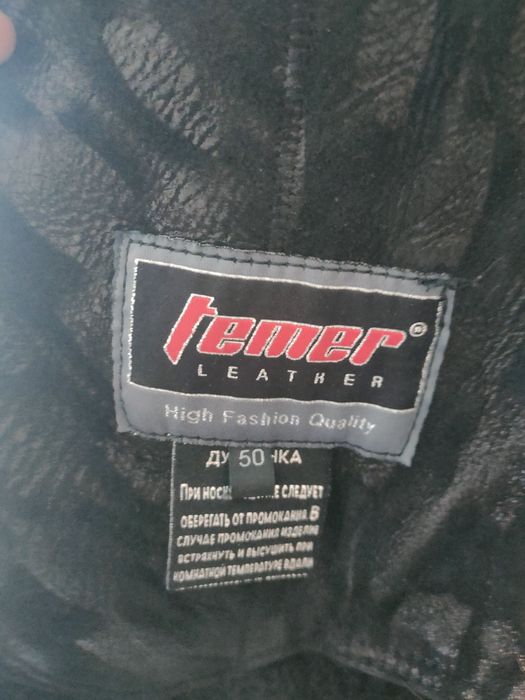 temer®
LEATHER
High Fashion Quality
50
ПРИ СЛЕДУЕТ
ОБЕРЕГАТЬ ОТ ПРОМОКАНИЯ В
СЛУЧАЕ ПРОМОКАНИЯ ИЗДЕЛИЕ
ВСТРЯХНУТЬ И ВЫСУШИТЬ ПРИ
КОМНАТНОЙ ТЕМПЕРАТУРЕ ВДАЛИ